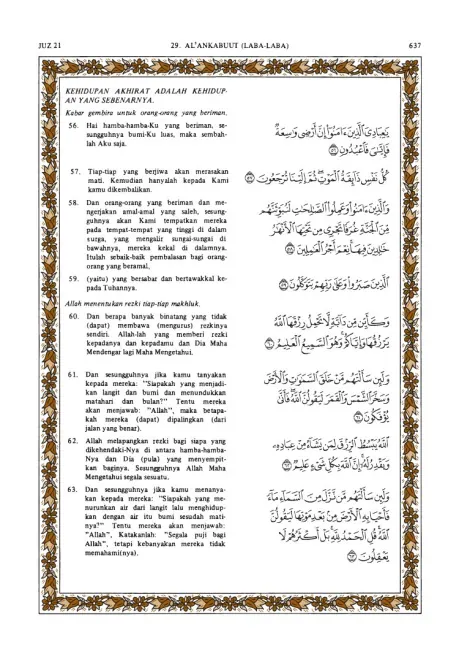 JUZ 21 29. AL'ANKABUUT (LABA-LABA) 637
KEHIDUPAN AKHIRAT ADALAH KEHIDUP-
AN YANG SEBENARNYA.
Kabar gembira untuk orang-orang yang beriman.
56. Hai hamba-hamba-Ku yang beriman, se-
sungguhnya bumi-Ku luas, maka sembah-
lah Aku saja.
57. Tiap-tiap yang berjiwa akan merasakan
mati. Kemudian hanyalah kepada Kami
kamu dikembalikan.
58. Dan orang-orang yang beriman dan me-
ngerjakan amal-amal yang saleh, sesung-
guhnya akan Kami tempatkan mereka
pada tempat-tempat yang tinggi di dalam
surga, yang mengalir sungai-sungai di
bawahnya, mereka kekal di dalamnya.
Itulah sebaik-baik pembalasan bagi orang-
orang yang beramal,
59. (yaitu) yang bersabar dan bertawakkal ke-
pada Tuhannya.
Allah menentukan rezki tiap-tiap makhluk.
60. Dan berapa banyak binatang yang tidak
(dapat) membawa (mengurus) rezkinya
sendiri. Allah-lah yang memberi rezki
kepadanya dan kepadamu dan Dia Maha
Mendengar lagi Maha Mengetahui.
61. Dan sesungguhnya jika kamu tanyakan
kepada mereka: "Siapakah yang menjadi-
kan langit dan bumi dan menundukkan
matahari dan bulan?" Tentu mereka
akan menjawab: "Allah", maka betapa-
kah mereka (dapat) dipalingkan (dari
jalan yang benar).
62. Allah melapangkan rezki bagi siapa yang
dikehendaki-Nya di antara hamba-hamba-
Nya dan Dia (pula) yang menyempit-
kan baginya. Sesungguhnya Allah Maha
Mengetahui segala sesuatu.
63. Dan sesungguhnya jika kamu menanya-
kan kepada mereka: "Siapakah yang me-
nurunkan air dari langit lalu menghidup-
kan dengan air itu bumi sesudah mati-
nya?" Tentu mereka akan menjawab:
"Allah", Katakanlah: "Segala puji bagi
Allah", tetapi kebanyakan mereka tidak
memahami(nya).
يَٰعِبَادِىَ ٱلَّذِينَ ءَامَنُوٓا۟ إِنَّ أَرْضِى وَٰسِعَةٌ
فَإِيَّٰىَ فَٱعْبُدُونِ ٥٦
كُلُّ نَفْسٍ ذَآئِقَةُ ٱلْمَوْتِ ثُمَّ إِلَيْنَا تُرْجَعُونَ ٥٧
وَٱلَّذِينَ ءَامَنُوا۟ وَعَمِلُوا۟ ٱلصَّٰلِحَٰتِ لَنُبَوِّئَنَّهُم
مِّنَ ٱلْجَنَّةِ غُرَفًا تَجْرِى مِن تَحْتِهَا ٱلْأَنْهَٰرُ
خَٰلِدِينَ فِيهَا نِعْمَ أَجْرُ ٱلْعَٰمِلِينَ ٥٨
ٱلَّذِينَ صَبَرُوا۟ وَعَلَىٰ رَبِّهِمْ يَتَوَكَّلُونَ ٥٩
وَكَأَيِّن مِّن دَآبَّةٍ لَّا تَحْمِلُ رِزْقَهَا ٱللَّهُ
يَرْزُقُهَا وَإِيَّاكُمْ وَهُوَ ٱلسَّمِيعُ ٱلْعَلِيمُ ٦٠
وَلَئِن سَأَلْتَهُم مَّنْ خَلَقَ ٱلسَّمَٰوَٰتِ وَٱلْأَرْضَ
وَسَخَّرَ ٱلشَّمْسَ وَٱلْقَمَرَ لَيَقُولُنَّ ٱللَّهُ فَأَنَّىٰ
يُؤْفَكُونَ ٦١
ٱللَّهُ يَبْسُطُ ٱلرِّزْقَ لِمَن يَشَآءُ مِنْ عِبَادِهِۦ
وَيَقْدِرُ لَهُۥٓ إِنَّ ٱللَّهَ بِكُلِّ شَىْءٍ عَلِيمٌ ٦٢
وَلَئِن سَأَلْتَهُم مَّن نَّزَّلَ مِنَ ٱلسَّمَآءِ مَآءً
فَأَحْيَا بِهِ ٱلْأَرْضَ مِنۢ بَعْدِ مَوْتِهَا لَيَقُولُنَّ
ٱللَّهُ قُلِ ٱلْحَمْدُ لِلَّهِ بَلْ أَكْثَرُهُمْ لَا
يَعْقِلُونَ ٦٣